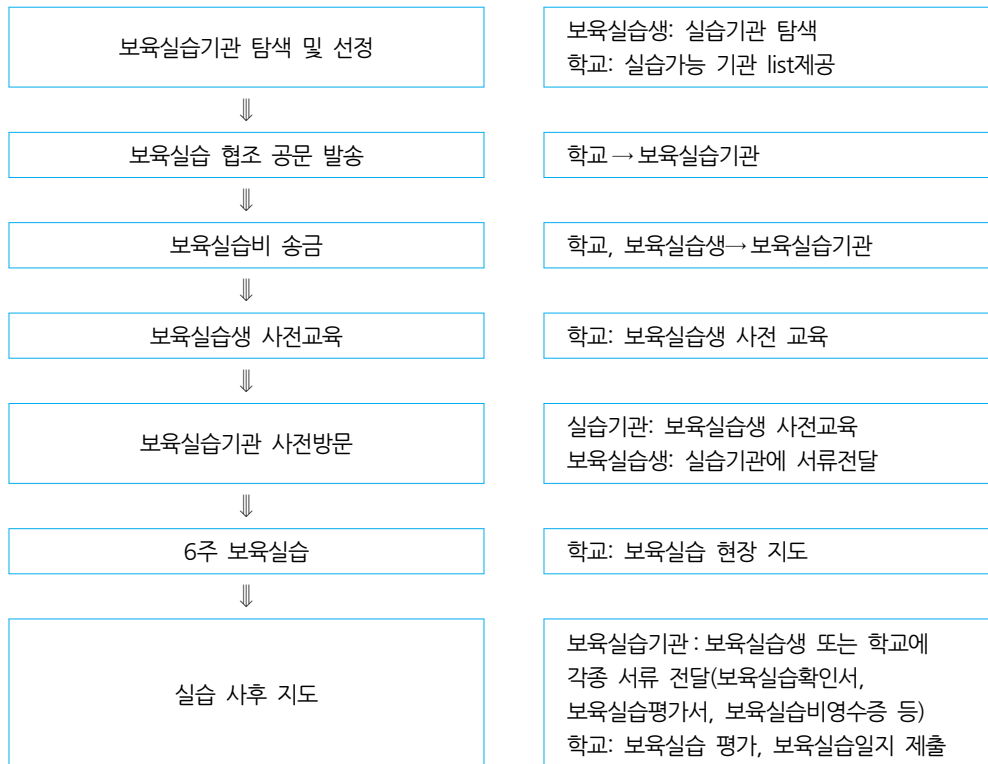 보육실습기관 탐색 및 선정
보육실습생: 실습기관 탐색
학교: 실습가능 기관 list제공
⇓
보육실습 협조 공문 발송
학교→보육실습기관
⇓
보육실습비 송금
학교, 보육실습생→보육실습기관
⇓
보육실습생 사전교육
학교: 보육실습생 사전 교육
⇓
보육실습기관 사전방문
실습기관: 보육실습생 사전교육
보육실습생: 실습기관에 서류전달
⇓
6주 보육실습
학교: 보육실습 현장 지도
⇓
실습 사후 지도
보육실습기관 : 보육실습생 또는 학교에
각종 서류 전달(보육실습확인서,
보육실습평가서, 보육실습비영수증 등)
학교: 보육실습 평가, 보육실습일지 제출